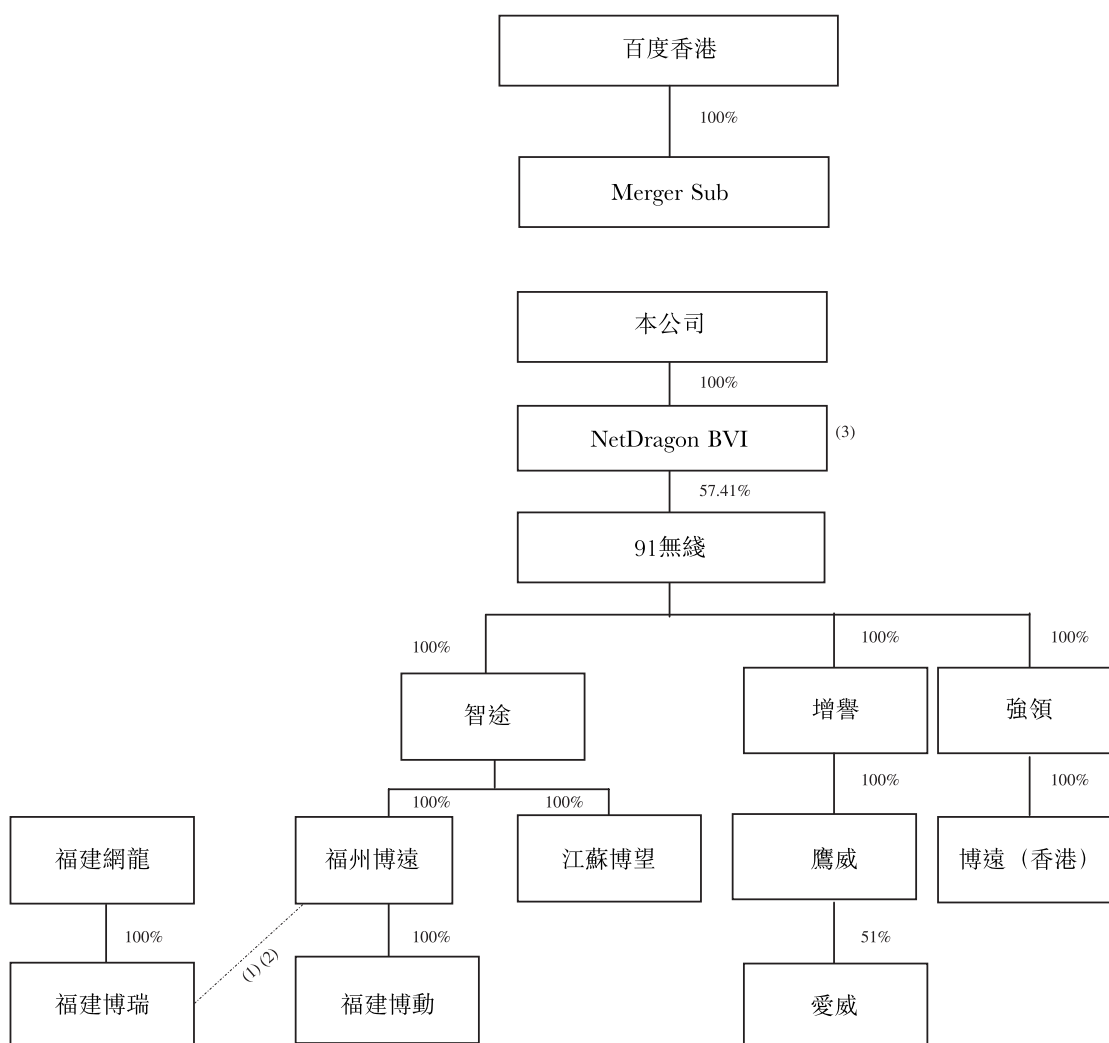 百度香港
100%
Merger Sub
本公司
100%
NetDragon BVI
(3)
57.41%
91無綫
100%
100%
100%
智途
增譽
強領
100%
100%
100%
100%
福建網龍
福州博遠
江蘇博望
鷹威
博遠（香港）
100%
(1) (2)
100%
51%
福建博瑞
福建博動
愛威